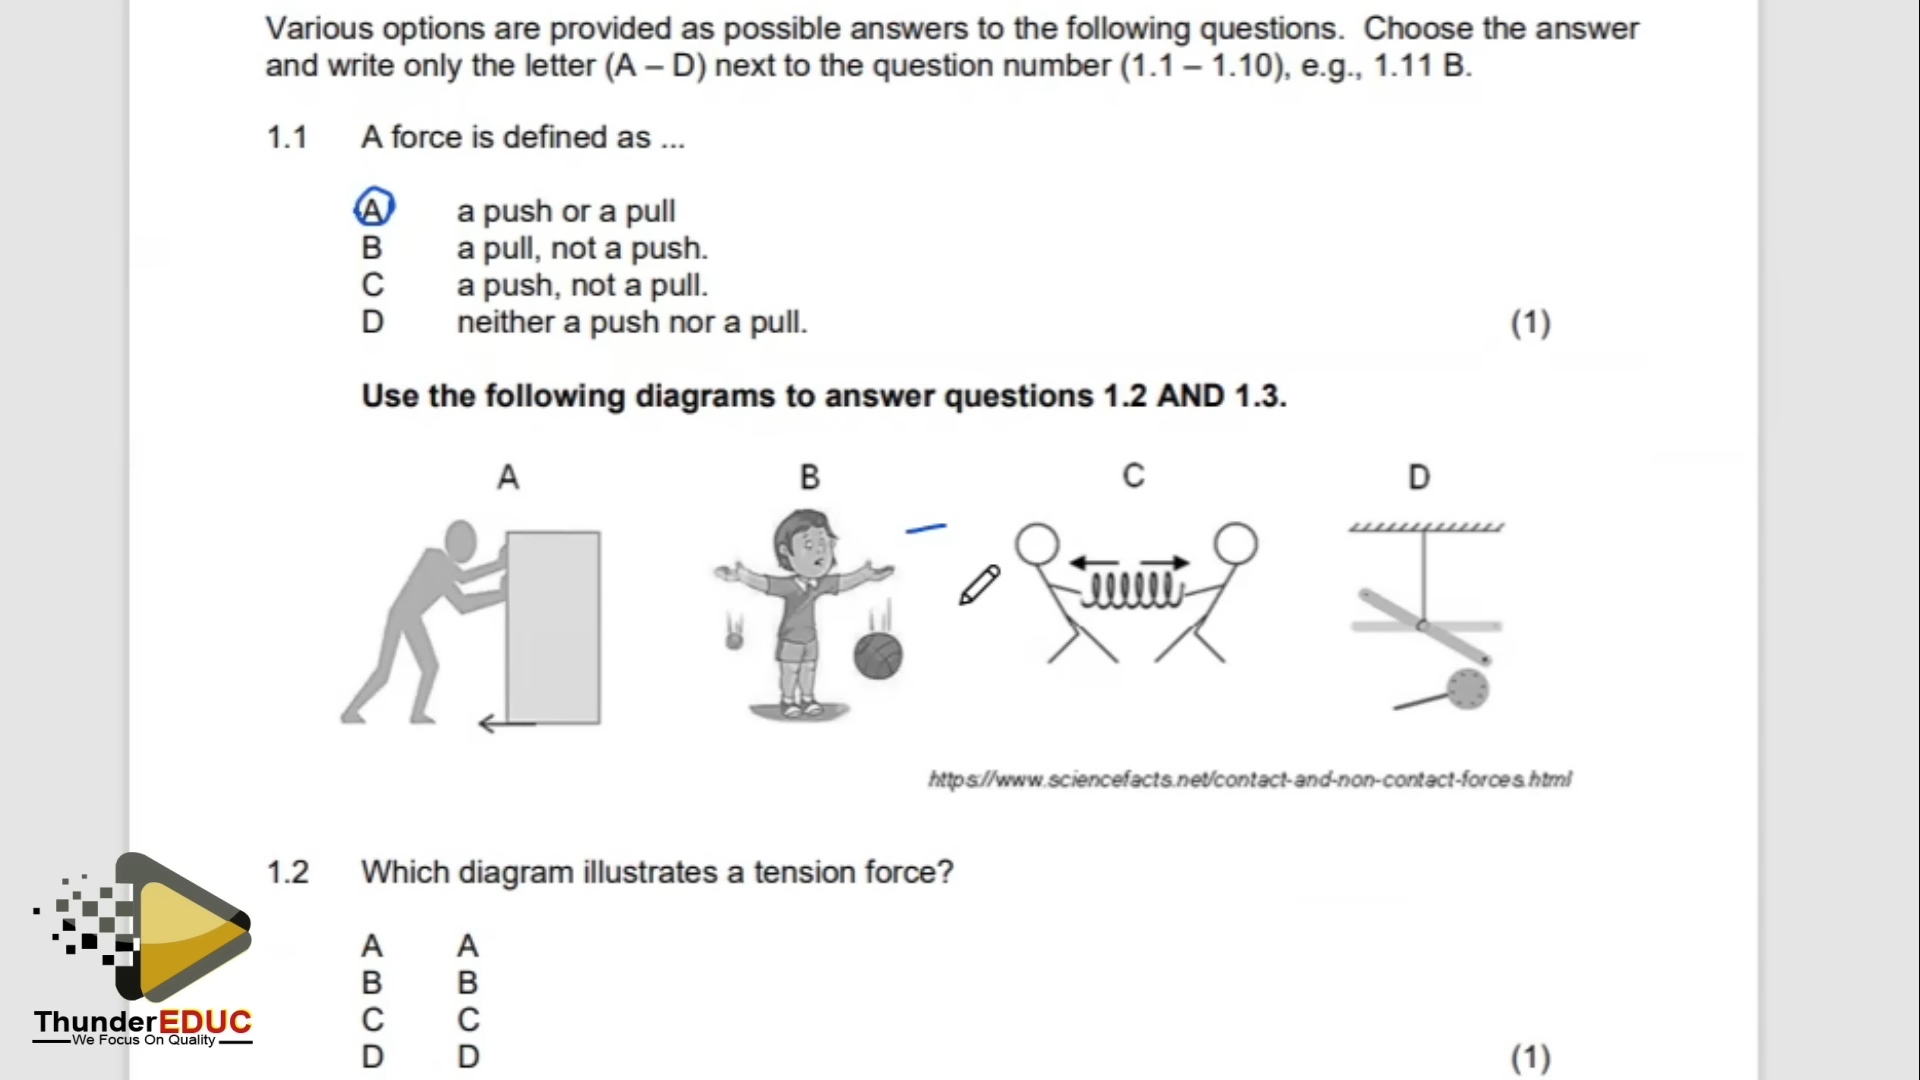 Various options are provided as possible answers to the following questions. Choose the answer
and write only the letter (A – D) next to the question number (1.1 – 1.10), e.g., 1.11 B.
1.1 A force is defined as ...
A a push or a pull
B a pull, not a push.
C a push, not a pull.
D neither a push nor a pull. (1)
Use the following diagrams to answer questions 1.2 AND 1.3.
A B C D
https://www.sciencefacts.net/contact-and-non-contact-forces.html
1.2 Which diagram illustrates a tension force?
A A
B B
C C
D D (1)
ThunderEDUC
We Focus On Quality